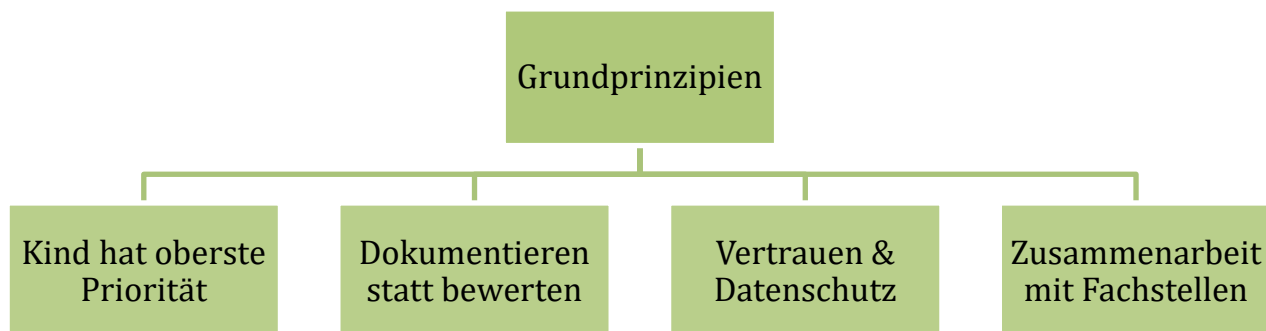 Grundprinzipien
Kind hat oberste
Priorität
Dokumentieren
statt bewerten
Vertrauen &
Datenschutz
Zusammenarbeit
mit Fachstellen